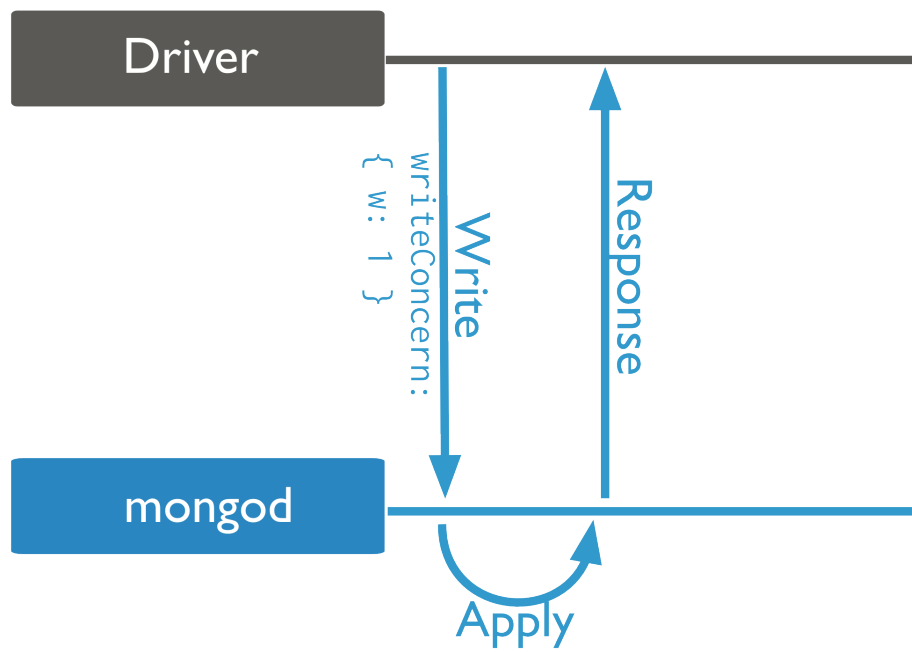 Driver
writeConcern:
{ w: 1 }
Write
Response
mongod
Apply